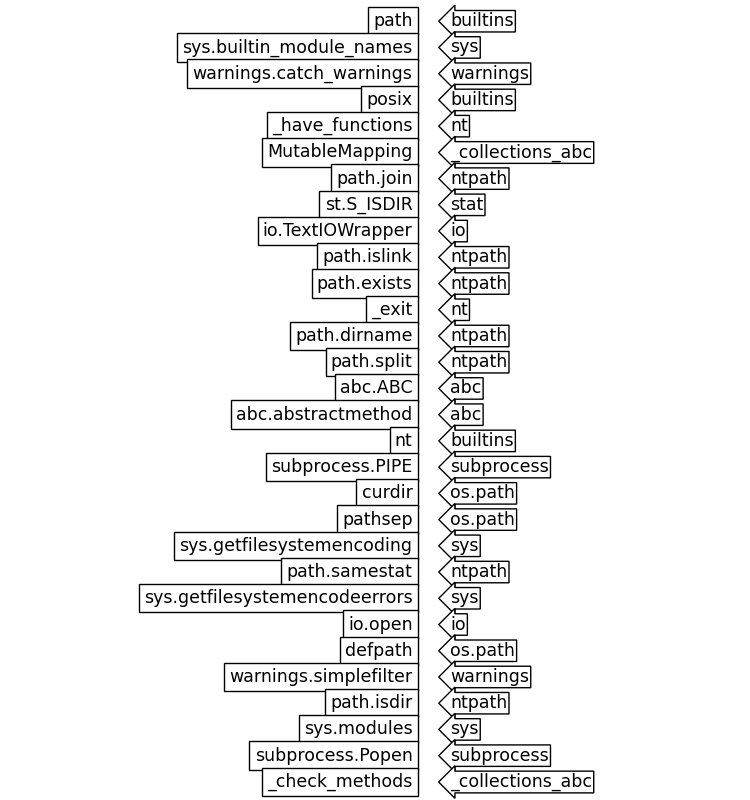 path builtins
sys.builtin_module_names sys
warnings.catch_warnings warnings
posix builtins
_have_functions nt
MutableMapping _collections_abc
path.join ntpath
st.S_ISDIR stat
io.TextIOWrapper io
path.islink ntpath
path.exists ntpath
_exit nt
path.dirname ntpath
path.split ntpath
abc.ABC abc
abc.abstractmethod abc
nt builtins
subprocess.PIPE subprocess
curdir os.path
pathsep os.path
sys.getfilesystemencoding sys
path.samestat ntpath
sys.getfilesystemencodeerrors sys
io.open io
defpath os.path
warnings.simplefilter warnings
path.isdir ntpath
sys.modules sys
subprocess.Popen subprocess
_check_methods _collections_abc